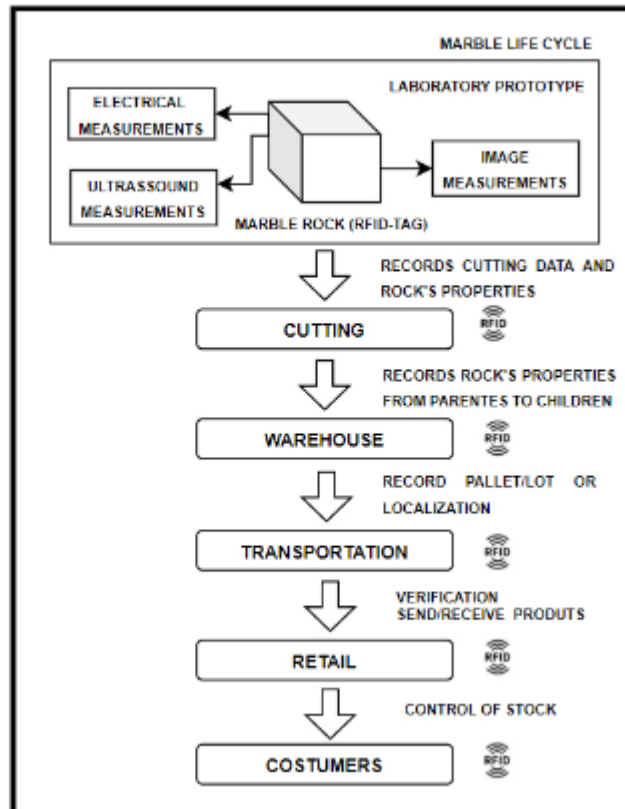 MARBLE LIFE CYCLE
LABORATORY PROTOTYPE
ELECTRICAL
MEASUREMENTS
IMAGE
MEASUREMENTS
ULTRASSOUND
MEASUREMENTS
MARBLE ROCK (RFID-TAG)
RECORDS CUTTING DATA AND
ROCK'S PROPERTIES
CUTTING
RFID
RECORDS ROCK'S PROPERTIES
FROM PARENTES TO CHILDREN
WAREHOUSE
RFID
RECORD PALLET/LOT OR
LOCALIZATION
TRANSPORTATION
RFID
VERIFICATION
SEND/RECEIVE PRODUTS
RETAIL
RFID
CONTROL OF STOCK
COSTUMERS
RFID